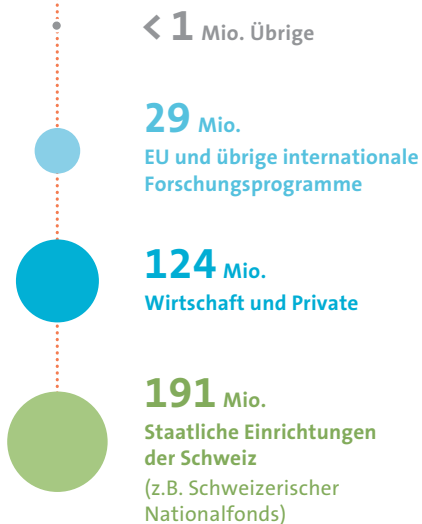 < 1 Mio. Übrige
29 Mio.
EU und übrige internationale
Forschungsprogramme
124 Mio.
Wirtschaft und Private
191 Mio.
Staatliche Einrichtungen
der Schweiz
(z.B. Schweizerischer
Nationalfonds)